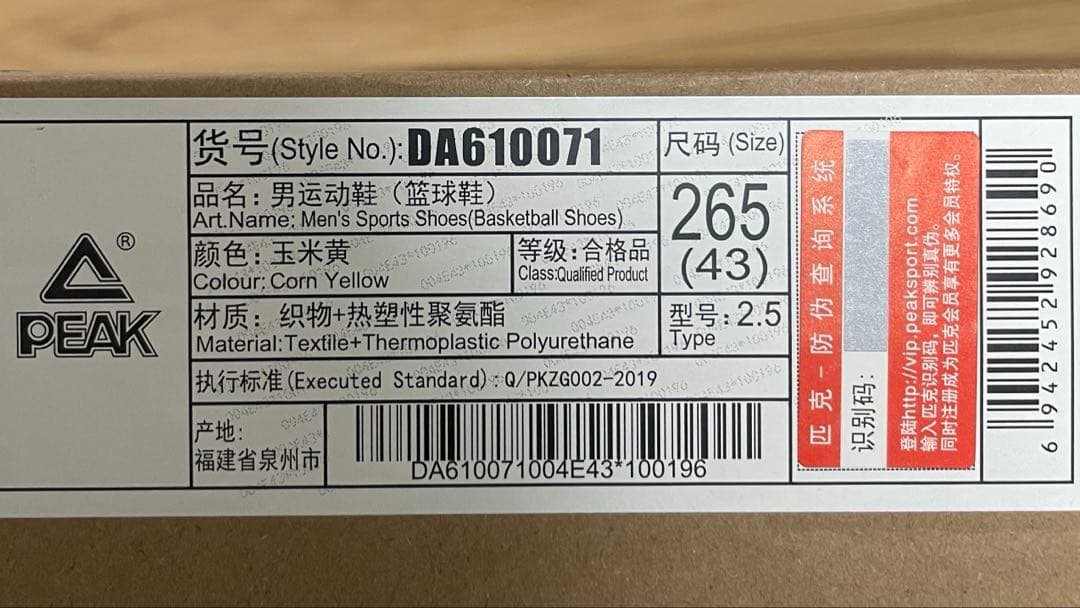 PEAK®
货号(Style No.): DA610071
尺码 (Size)
265
(43)
品名: 男运动鞋（篮球鞋）
Art.Name: Men's Sports Shoes(Basketball Shoes)
颜色: 玉米黄
Colour: Corn Yellow
等级: 合格品
Class:Qualified Product
材质: 织物+热塑性聚氨酯
Material:Textile+Thermoplastic Polyurethane
型号: 2.5
Type
执行标准(Executed Standard): Q/PKZG002-2019
产地:
福建省泉州市
DA610071004E43*100196
匹克-防伪查询系统
识别码:
登陆http://vip.peaksport.com
输入匹克识别码, 即可辨别真伪。
同时注册成为匹克会员享有更多会员特权。
6942452928690